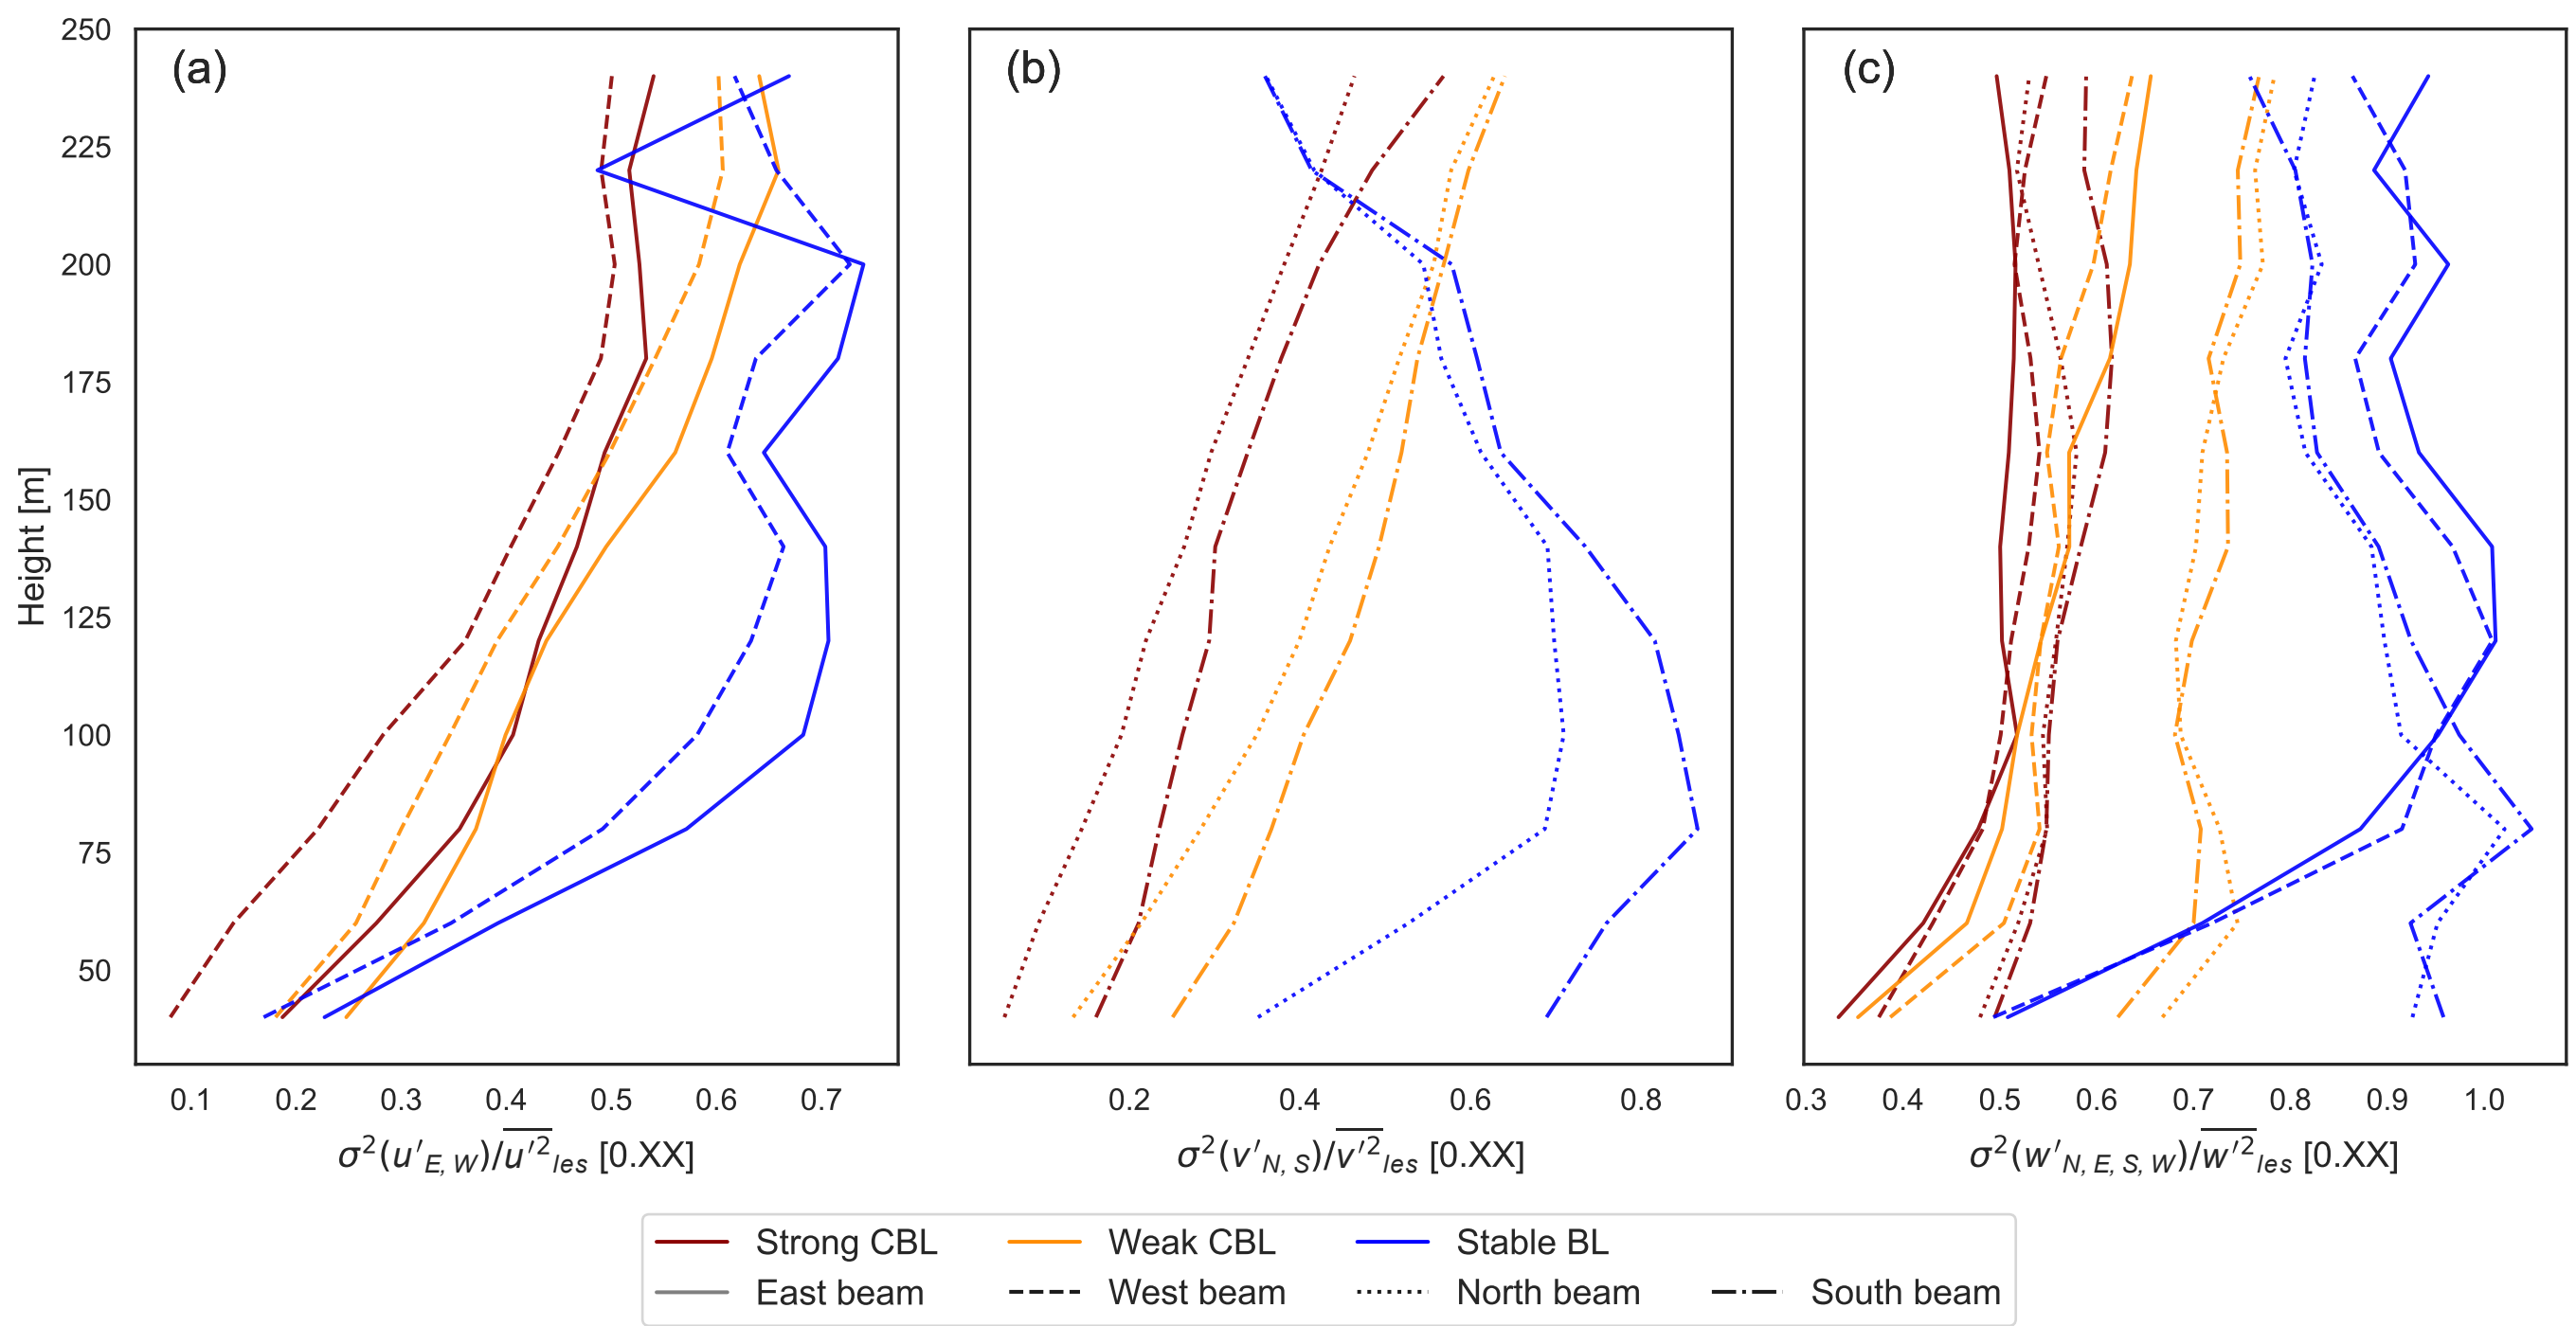 (a) (b) (c)
250
225
200
175
150
125
100
75
50
Height [m]
0.1 0.2 0.3 0.4 0.5 0.6 0.7
0.2 0.4 0.6 0.8
0.3 0.4 0.5 0.6 0.7 0.8 0.9 1.0
σ²(u′E, W)/u′²les [0.XX]
σ²(v′N, S)/v′²les [0.XX]
σ²(w′N, E, S, W)/w′²les [0.XX]
Strong CBL Weak CBL Stable BL
East beam West beam North beam South beam